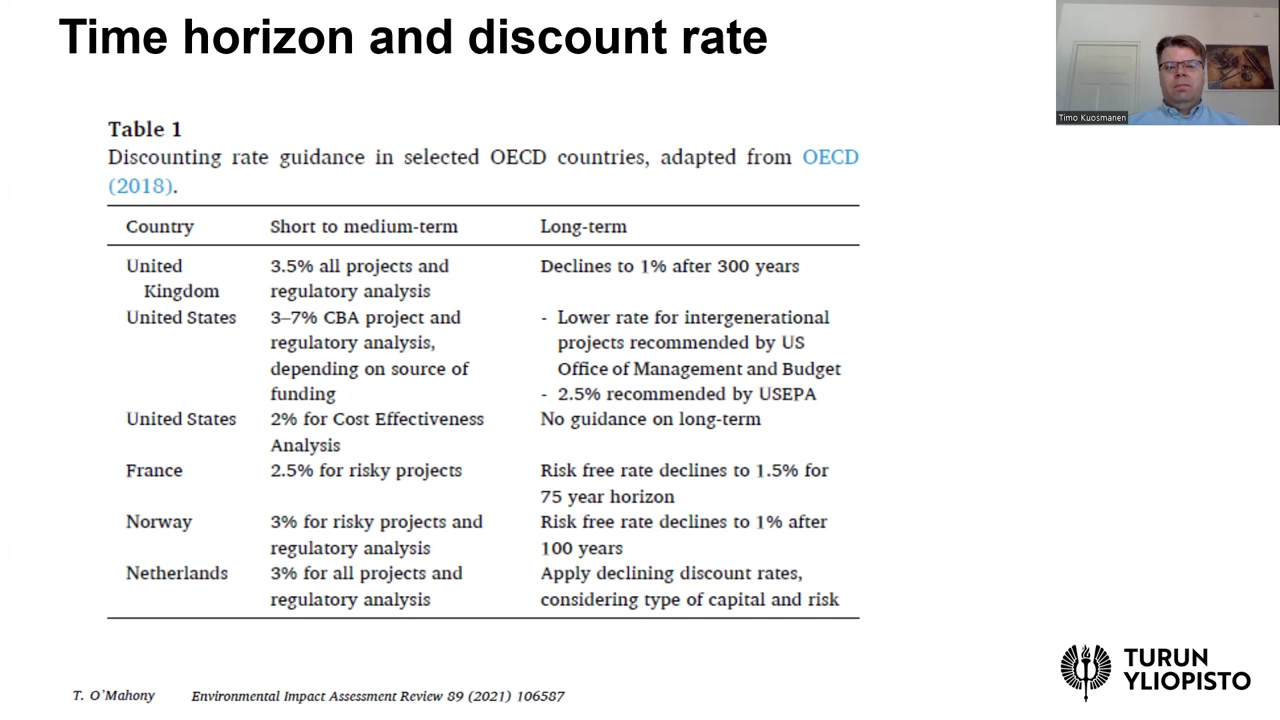 Time horizon and discount rate
Timo Kuosmanen
Table 1
Discounting rate guidance in selected OECD countries, adapted from OECD
(2018).
Country Short to medium-term Long-term
United 3.5% all projects and Declines to 1% after 300 years
Kingdom regulatory analysis
United States 3–7% CBA project and - Lower rate for intergenerational
regulatory analysis, projects recommended by US
depending on source of Office of Management and Budget
funding - 2.5% recommended by USEPA
United States 2% for Cost Effectiveness No guidance on long-term
Analysis
France 2.5% for risky projects Risk free rate declines to 1.5% for
75 year horizon
Norway 3% for risky projects and Risk free rate declines to 1% after
regulatory analysis 100 years
Netherlands 3% for all projects and Apply declining discount rates,
regulatory analysis considering type of capital and risk
T. O'Mahony Environmental Impact Assessment Review 89 (2021) 106587
TURUN
YLIOPISTO